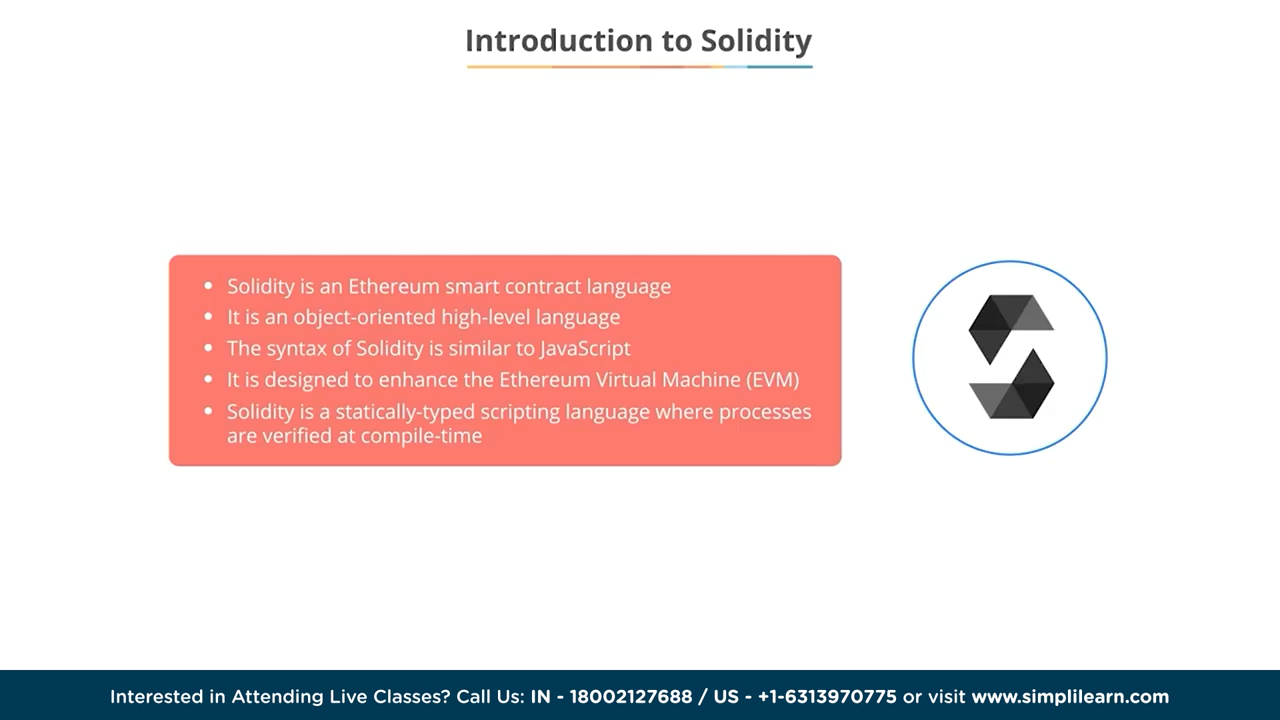 Introduction to Solidity
• Solidity is an Ethereum smart contract language
• It is an object-oriented high-level language
• The syntax of Solidity is similar to JavaScript
• It is designed to enhance the Ethereum Virtual Machine (EVM)
• Solidity is a statically-typed scripting language where processes
are verified at compile-time
Interested in Attending Live Classes? Call Us: IN - 18002127688 / US - +1-6313970775 or visit www.simplilearn.com